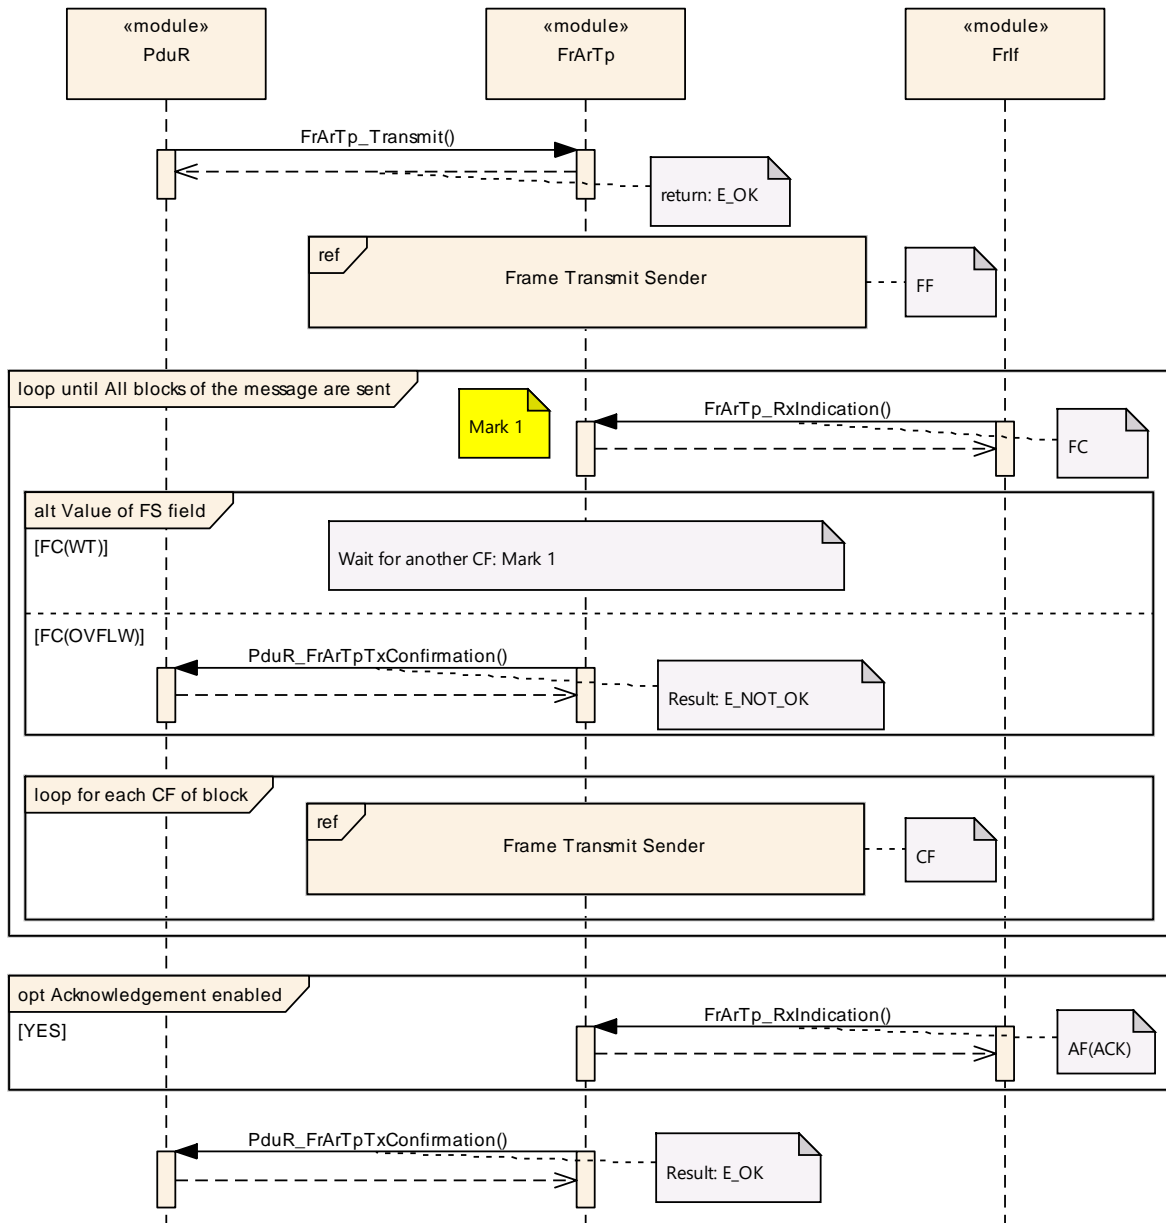 «module»
PduR
«module»
FrArTp
«module»
FrIf
FrArTp_Transmit()
return: E_OK
ref
Frame Transmit Sender
FF
loop until All blocks of the message are sent
Mark 1
FrArTp_RxIndication()
FC
alt Value of FS field
[FC(WT)]
Wait for another CF: Mark 1
[FC(OVFLW)]
PduR_FrArTpTxConfirmation()
Result: E_NOT_OK
loop for each CF of block
ref
Frame Transmit Sender
CF
opt Acknowledgement enabled
[YES]
FrArTp_RxIndication()
AF(ACK)
PduR_FrArTpTxConfirmation()
Result: E_OK